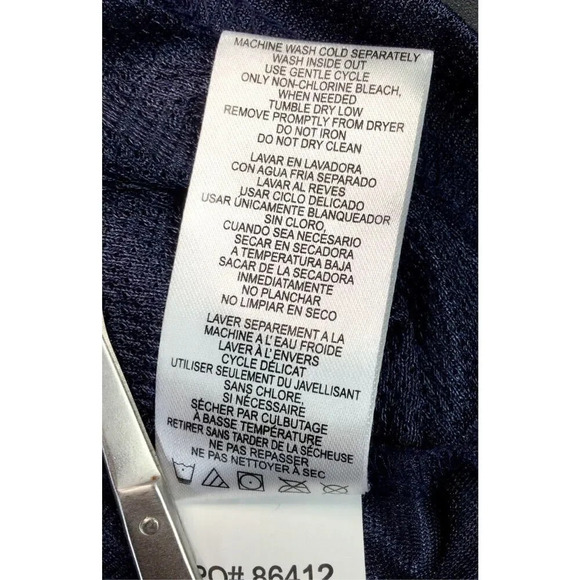 MACHINE WASH COLD SEPARATELY
WASH INSIDE OUT
USE GENTLE CYCLE
ONLY NON-CHLORINE BLEACH,
WHEN NEEDED
TUMBLE DRY LOW
REMOVE PROMPTLY FROM DRYER
DO NOT IRON
DO NOT DRY CLEAN
LAVAR EN LAVADORA
CON AGUA FRIA SEPARADO
LAVAR AL REVES
USAR CICLO DELICADO
USAR ÚNICAMENTE BLANQUEADOR
SIN CLORO,
CUANDO SEA NECÉSARIO
SECAR EN SECADORA
A TEMPERATURA BAJA
SACAR DE LA SECADORA
INMEDIATAMENTE
NO PLANCHAR
NO LIMPIAR EN SECO
LAVER SEPAREMENT A LA
MACHINE A L'EAU FROIDE
LAVER À L'ENVERS
CYCLE DÉLICAT
UTILISER SEULEMENT DU JAVELLISANT
SANS CHLORE,
SI NÉCESSAIRE
SÉCHER PAR CULBUTAGE
À BASSE TEMPÉRATURE
RETIRER SANS TARDER DE LA SÉCHEUSE
NE PAS REPASSER
NE PAS NETTOYER À SEC
PO# 86412